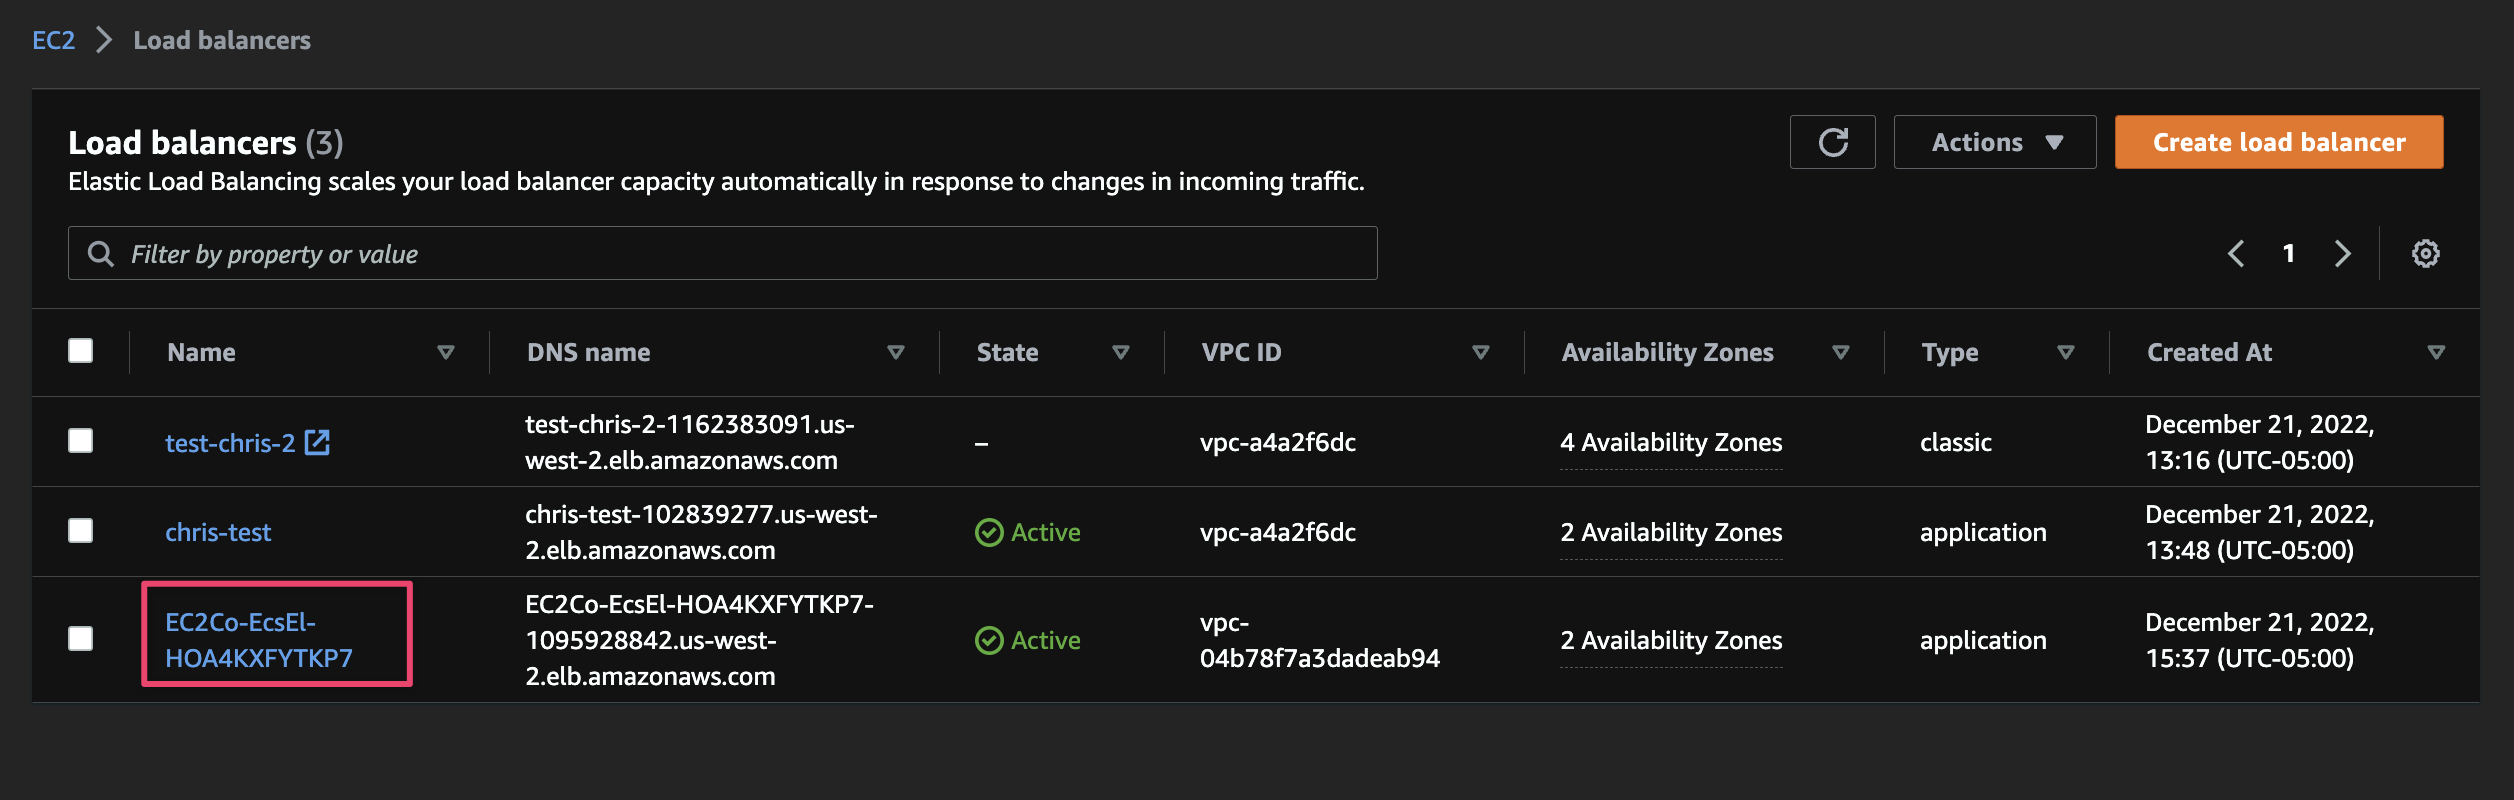 EC2 > Load balancers
Load balancers (3)
Elastic Load Balancing scales your load balancer capacity automatically in response to changes in incoming traffic.
Actions
Create load balancer
Filter by property or value
1
Name DNS name State VPC ID Availability Zones Type Created At
test-chris-2 test-chris-2-1162383091.us-west-2.elb.amazonaws.com – vpc-a4a2f6dc 4 Availability Zones classic December 21, 2022, 13:16 (UTC-05:00)
chris-test chris-test-102839277.us-west-2.elb.amazonaws.com Active vpc-a4a2f6dc 2 Availability Zones application December 21, 2022, 13:48 (UTC-05:00)
EC2Co-EcsEl-HOA4KXFYTKP7 EC2Co-EcsEl-HOA4KXFYTKP7-1095928842.us-west-2.elb.amazonaws.com Active vpc-04b78f7a3dadeab94 2 Availability Zones application December 21, 2022, 15:37 (UTC-05:00)